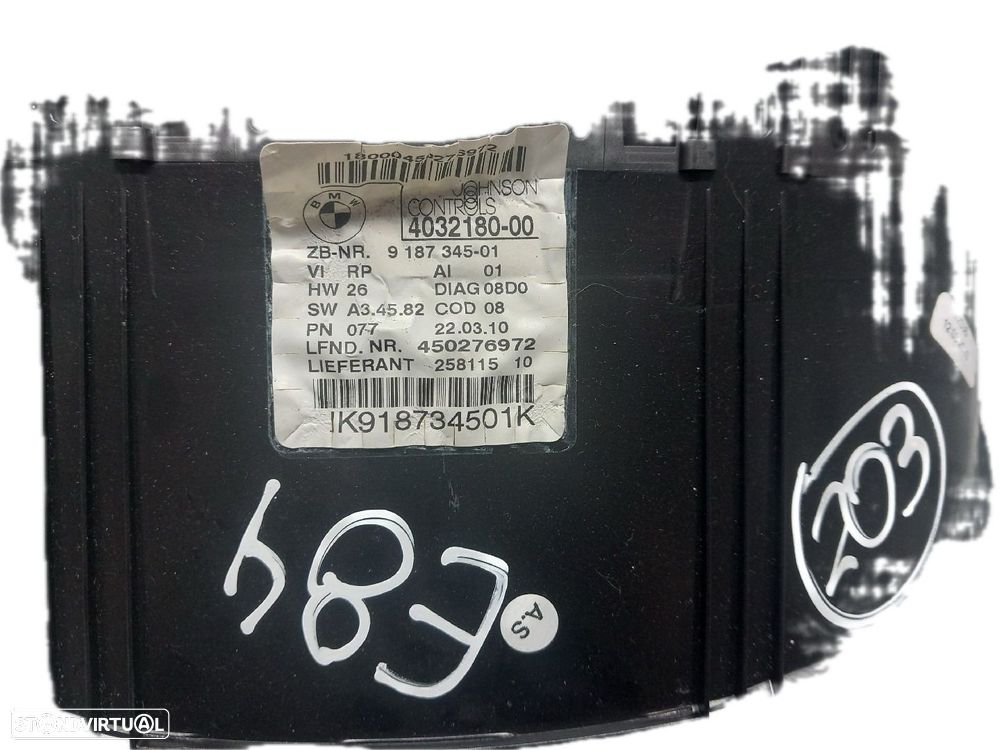 18000450276972
BMW
JOHNSON
CONTROLS
4032180-00
ZB-NR. 9 187 345-01
VI RP AI 01
HW 26 DIAG 08D0
SW A3.45.82 COD 08
PN 077 22.03.10
LFND. NR. 450276972
LIEFERANT 258115 10
IK918734501K
E84
A.S
203
STANDVIRTUAL